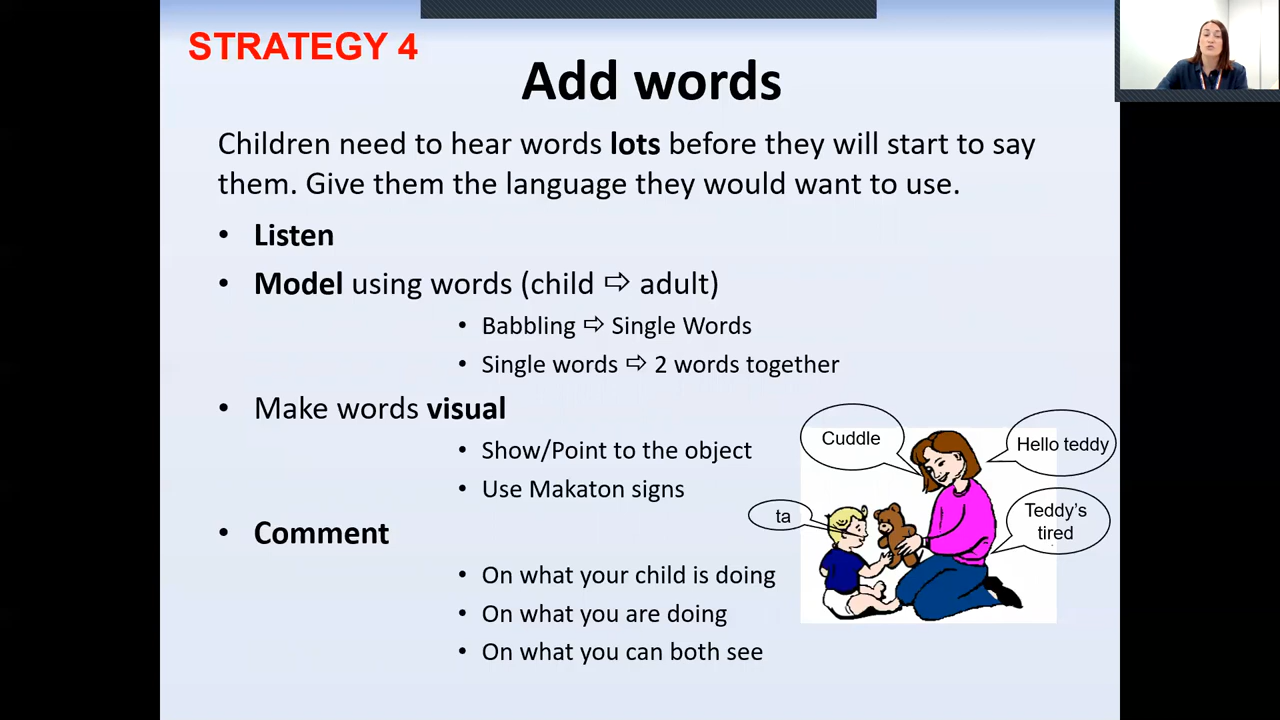 STRATEGY 4
Add words
Children need to hear words lots before they will start to say
them. Give them the language they would want to use.
• Listen
• Model using words (child ⇨ adult)
• Babbling ⇨ Single Words
• Single words ⇨ 2 words together
• Make words visual
• Show/Point to the object
• Use Makaton signs
• Comment
• On what your child is doing
• On what you are doing
• On what you can both see
Cuddle
Hello teddy
ta
Teddy's
tired